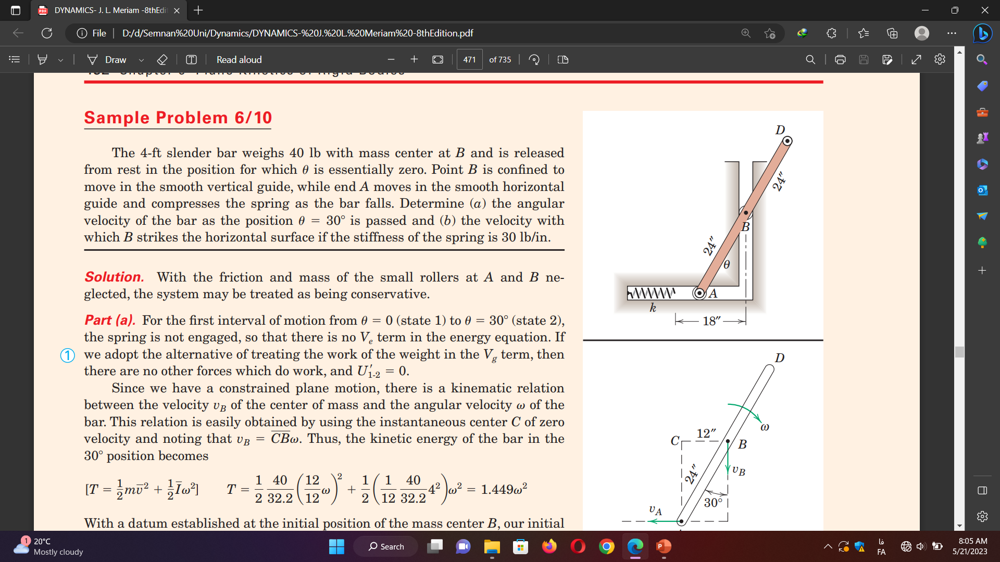 DYNAMICS- J. L. Meriam -8thEdi
File
D:/d/Semnan%20Uni/Dynamics/DYNAMICS-%20J.%20L.%20Meriam%20-8thEdition.pdf
Draw
Read aloud
471 of 735
Sample Problem 6/10
The 4-ft slender bar weighs 40 lb with mass center at B and is released
from rest in the position for which θ is essentially zero. Point B is confined to
move in the smooth vertical guide, while end A moves in the smooth horizontal
guide and compresses the spring as the bar falls. Determine (a) the angular
velocity of the bar as the position θ = 30° is passed and (b) the velocity with
which B strikes the horizontal surface if the stiffness of the spring is 30 lb/in.
Solution. With the friction and mass of the small rollers at A and B ne-
glected, the system may be treated as being conservative.
Part (a). For the first interval of motion from θ = 0 (state 1) to θ = 30° (state 2),
the spring is not engaged, so that there is no Vₑ term in the energy equation. If
① we adopt the alternative of treating the work of the weight in the V_g term, then
there are no other forces which do work, and U′₁₋₂ = 0.
Since we have a constrained plane motion, there is a kinematic relation
between the velocity v_B of the center of mass and the angular velocity ω of the
bar. This relation is easily obtained by using the instantaneous center C of zero
velocity and noting that v_B = C̅B̅ω. Thus, the kinetic energy of the bar in the
30° position becomes
[T = 1/2 mv̅² + 1/2 I̅ω²] T = 1/2 40/32.2 (12/12 ω)² + 1/2 (1/12 40/32.2 4²)ω² = 1.449ω²
With a datum established at the initial position of the mass center B, our initial
D
24″
B
24″
θ
A
k
18″
D
ω
12″
C
B
24″
v_B
30°
v_A
1
20°C
Mostly cloudy
Search
فا
FA
8:05 AM
5/21/2023